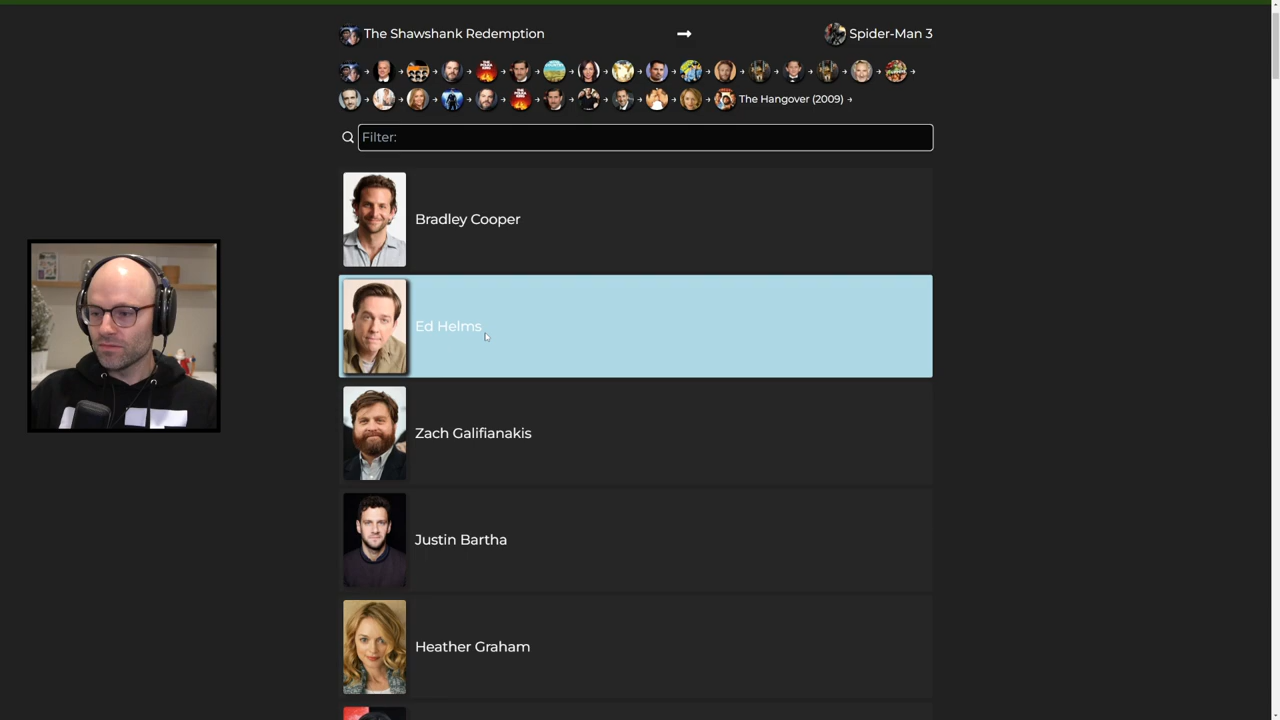 The Shawshank Redemption → Spider-Man 3
The Hangover (2009) →
Filter:
Bradley Cooper
Ed Helms
Zach Galifianakis
Justin Bartha
Heather Graham